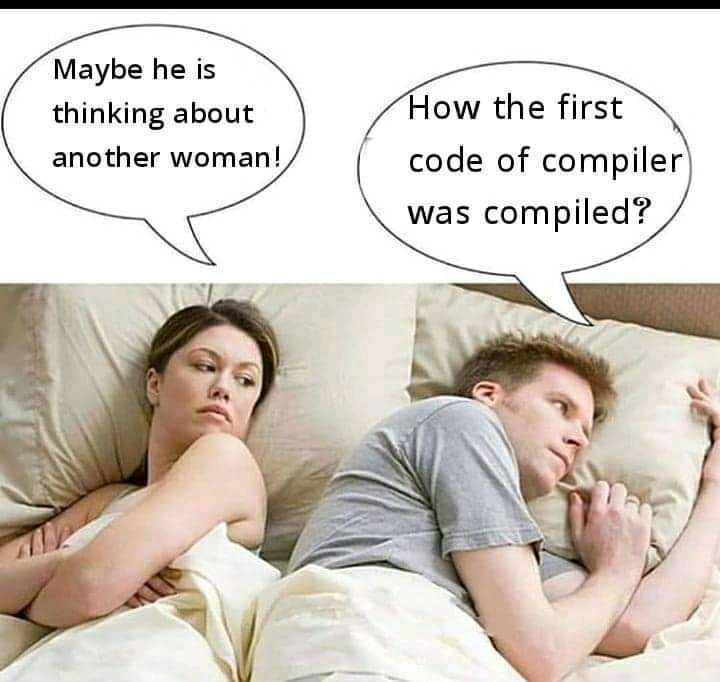 Maybe he is
thinking about
another woman!
How the first
code of compiler
was compiled?